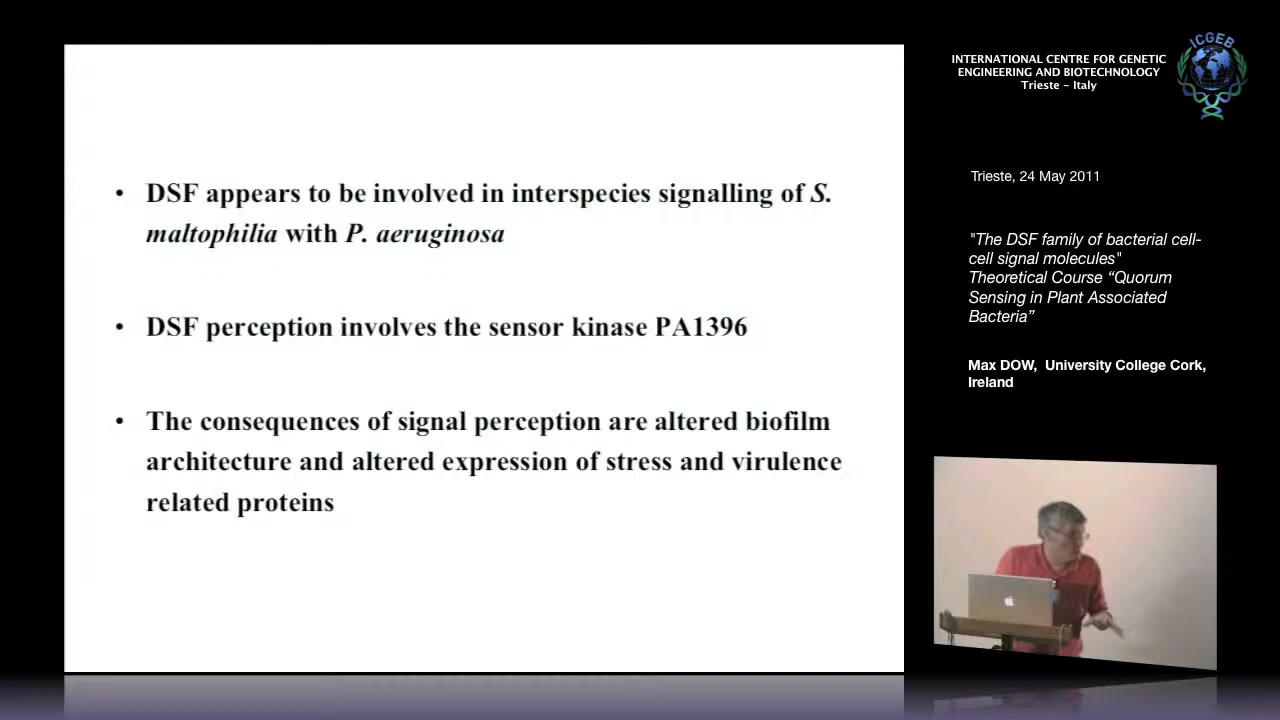 • DSF appears to be involved in interspecies signalling of S.
maltophilia with P. aeruginosa
• DSF perception involves the sensor kinase PA1396
• The consequences of signal perception are altered biofilm
architecture and altered expression of stress and virulence
related proteins
INTERNATIONAL CENTRE FOR GENETIC
ENGINEERING AND BIOTECHNOLOGY
Trieste - Italy
ICGEB
Trieste, 24 May 2011
"The DSF family of bacterial cell-
cell signal molecules"
Theoretical Course “Quorum
Sensing in Plant Associated
Bacteria”
Max DOW, University College Cork,
Ireland